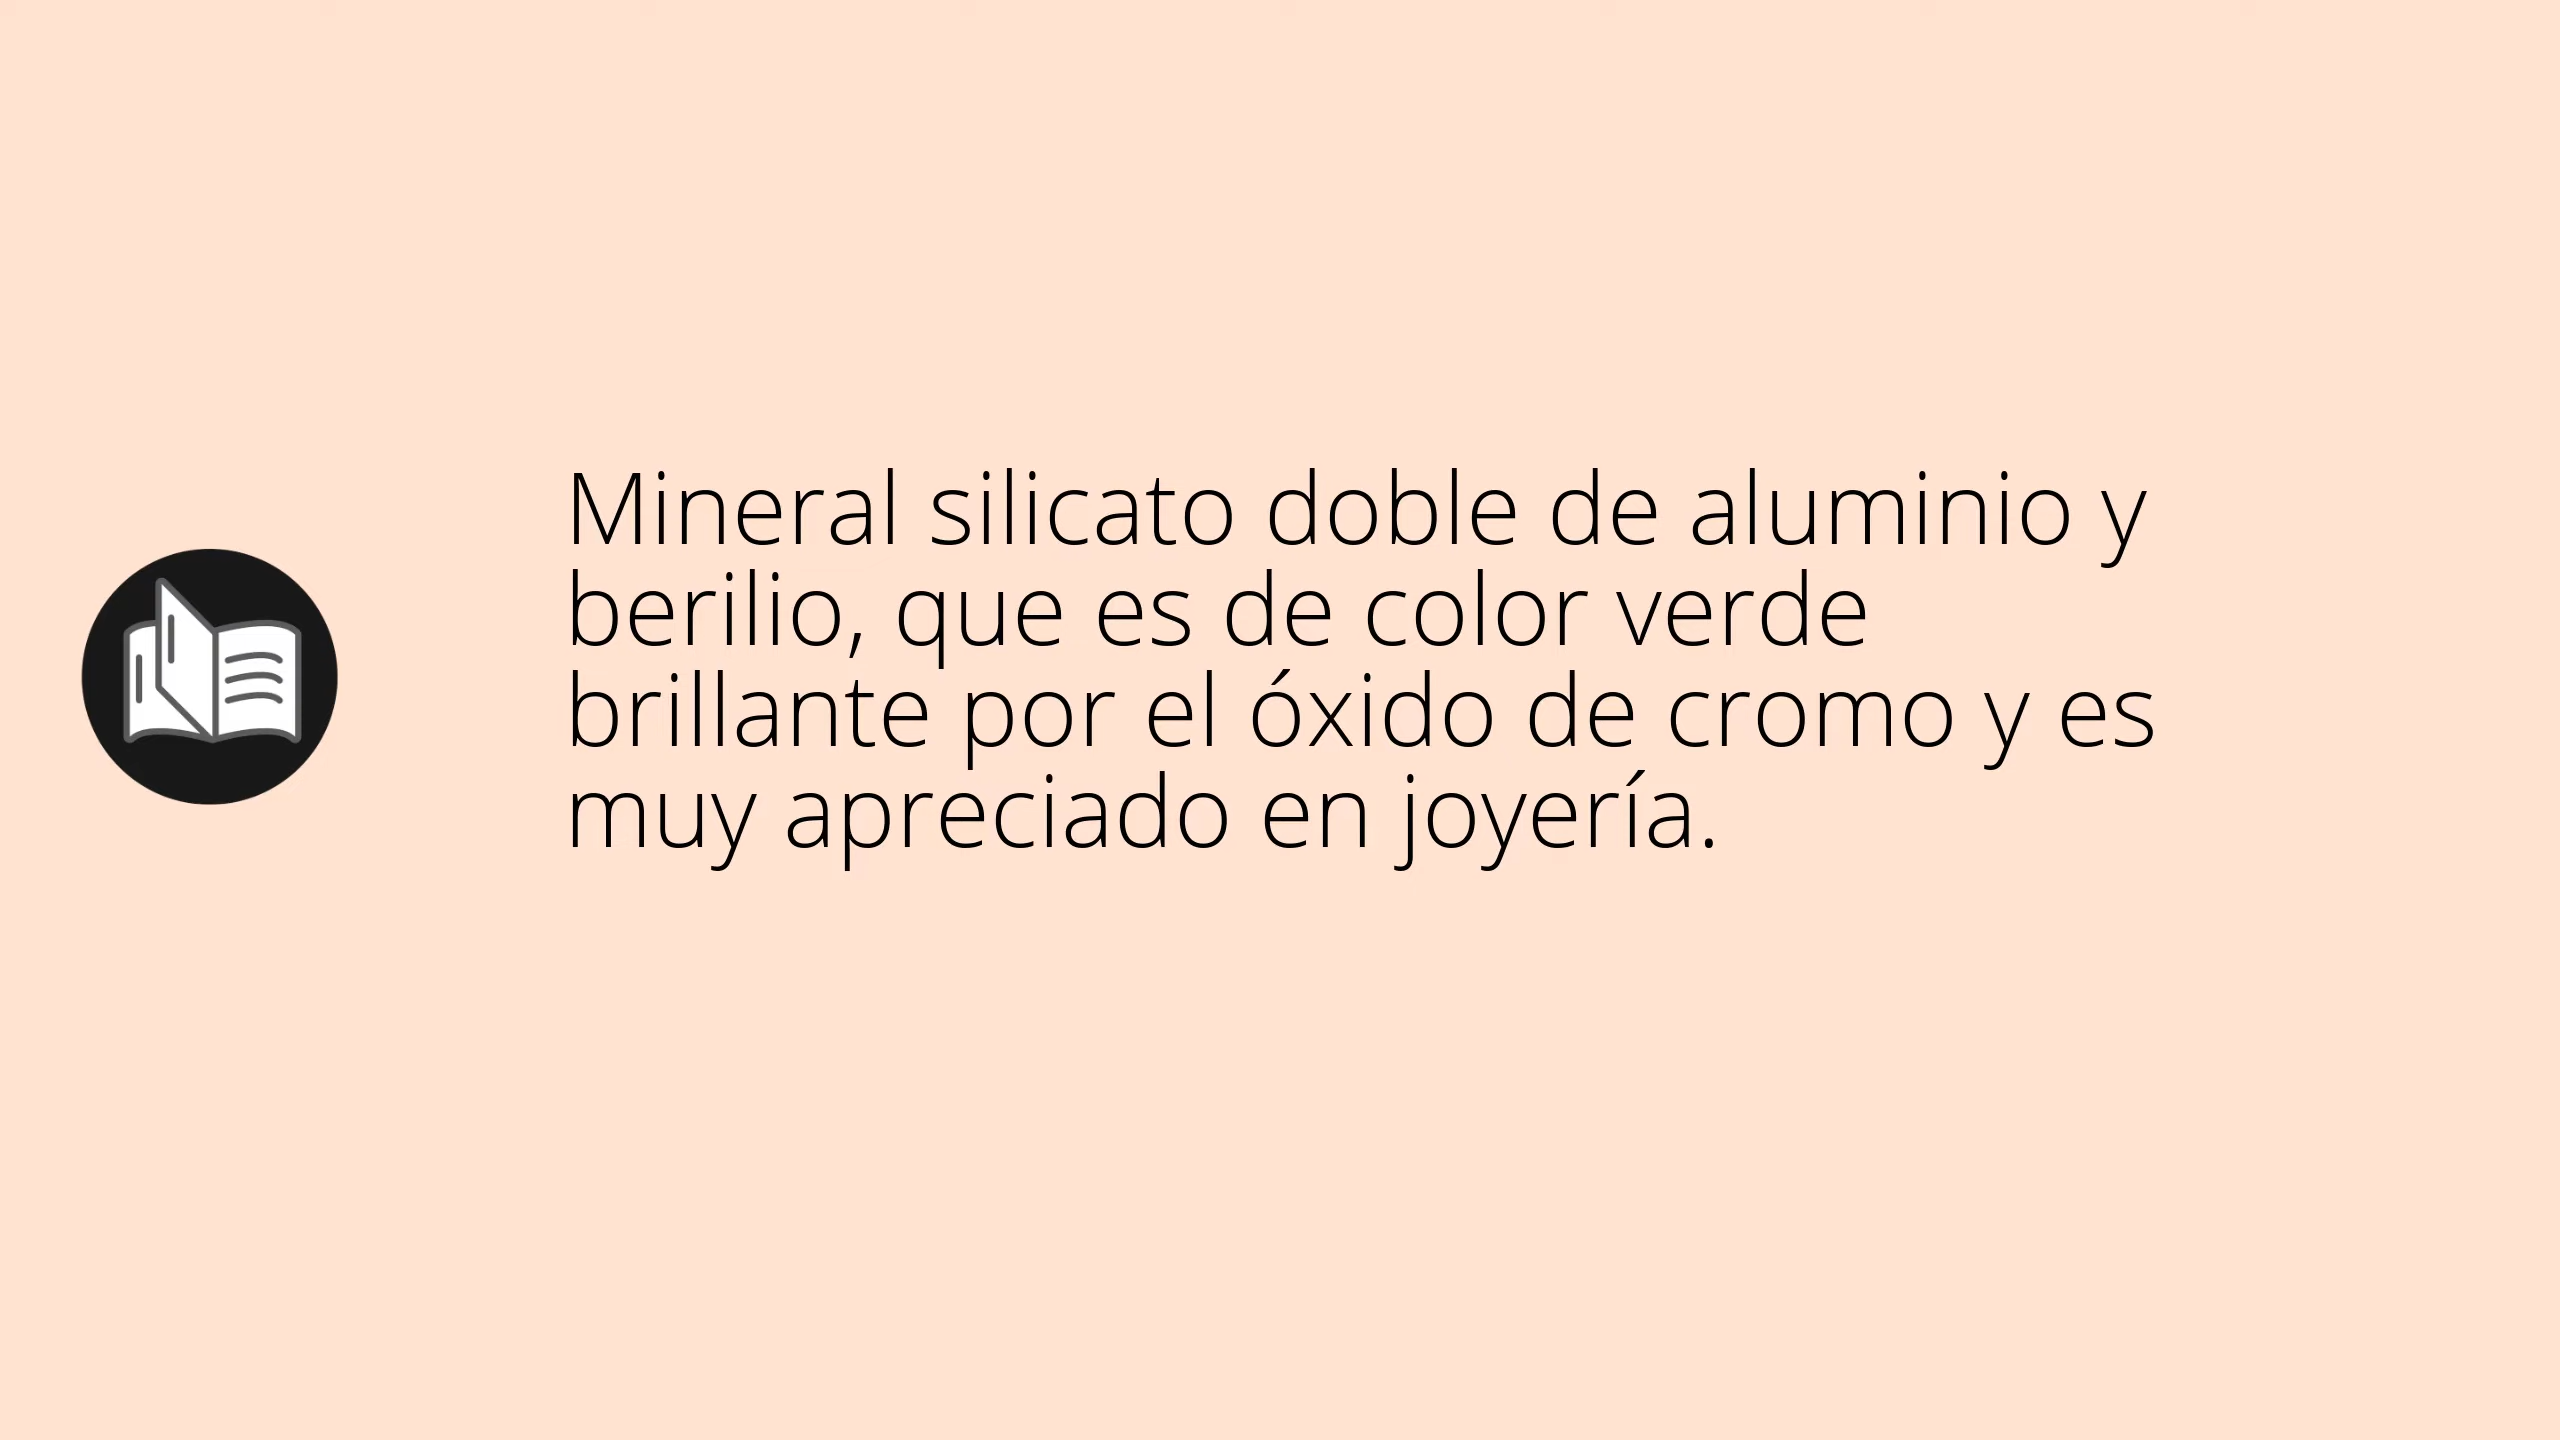 Mineral silicato doble de aluminio y
berilio, que es de color verde
brillante por el óxido de cromo y es
muy apreciado en joyería.